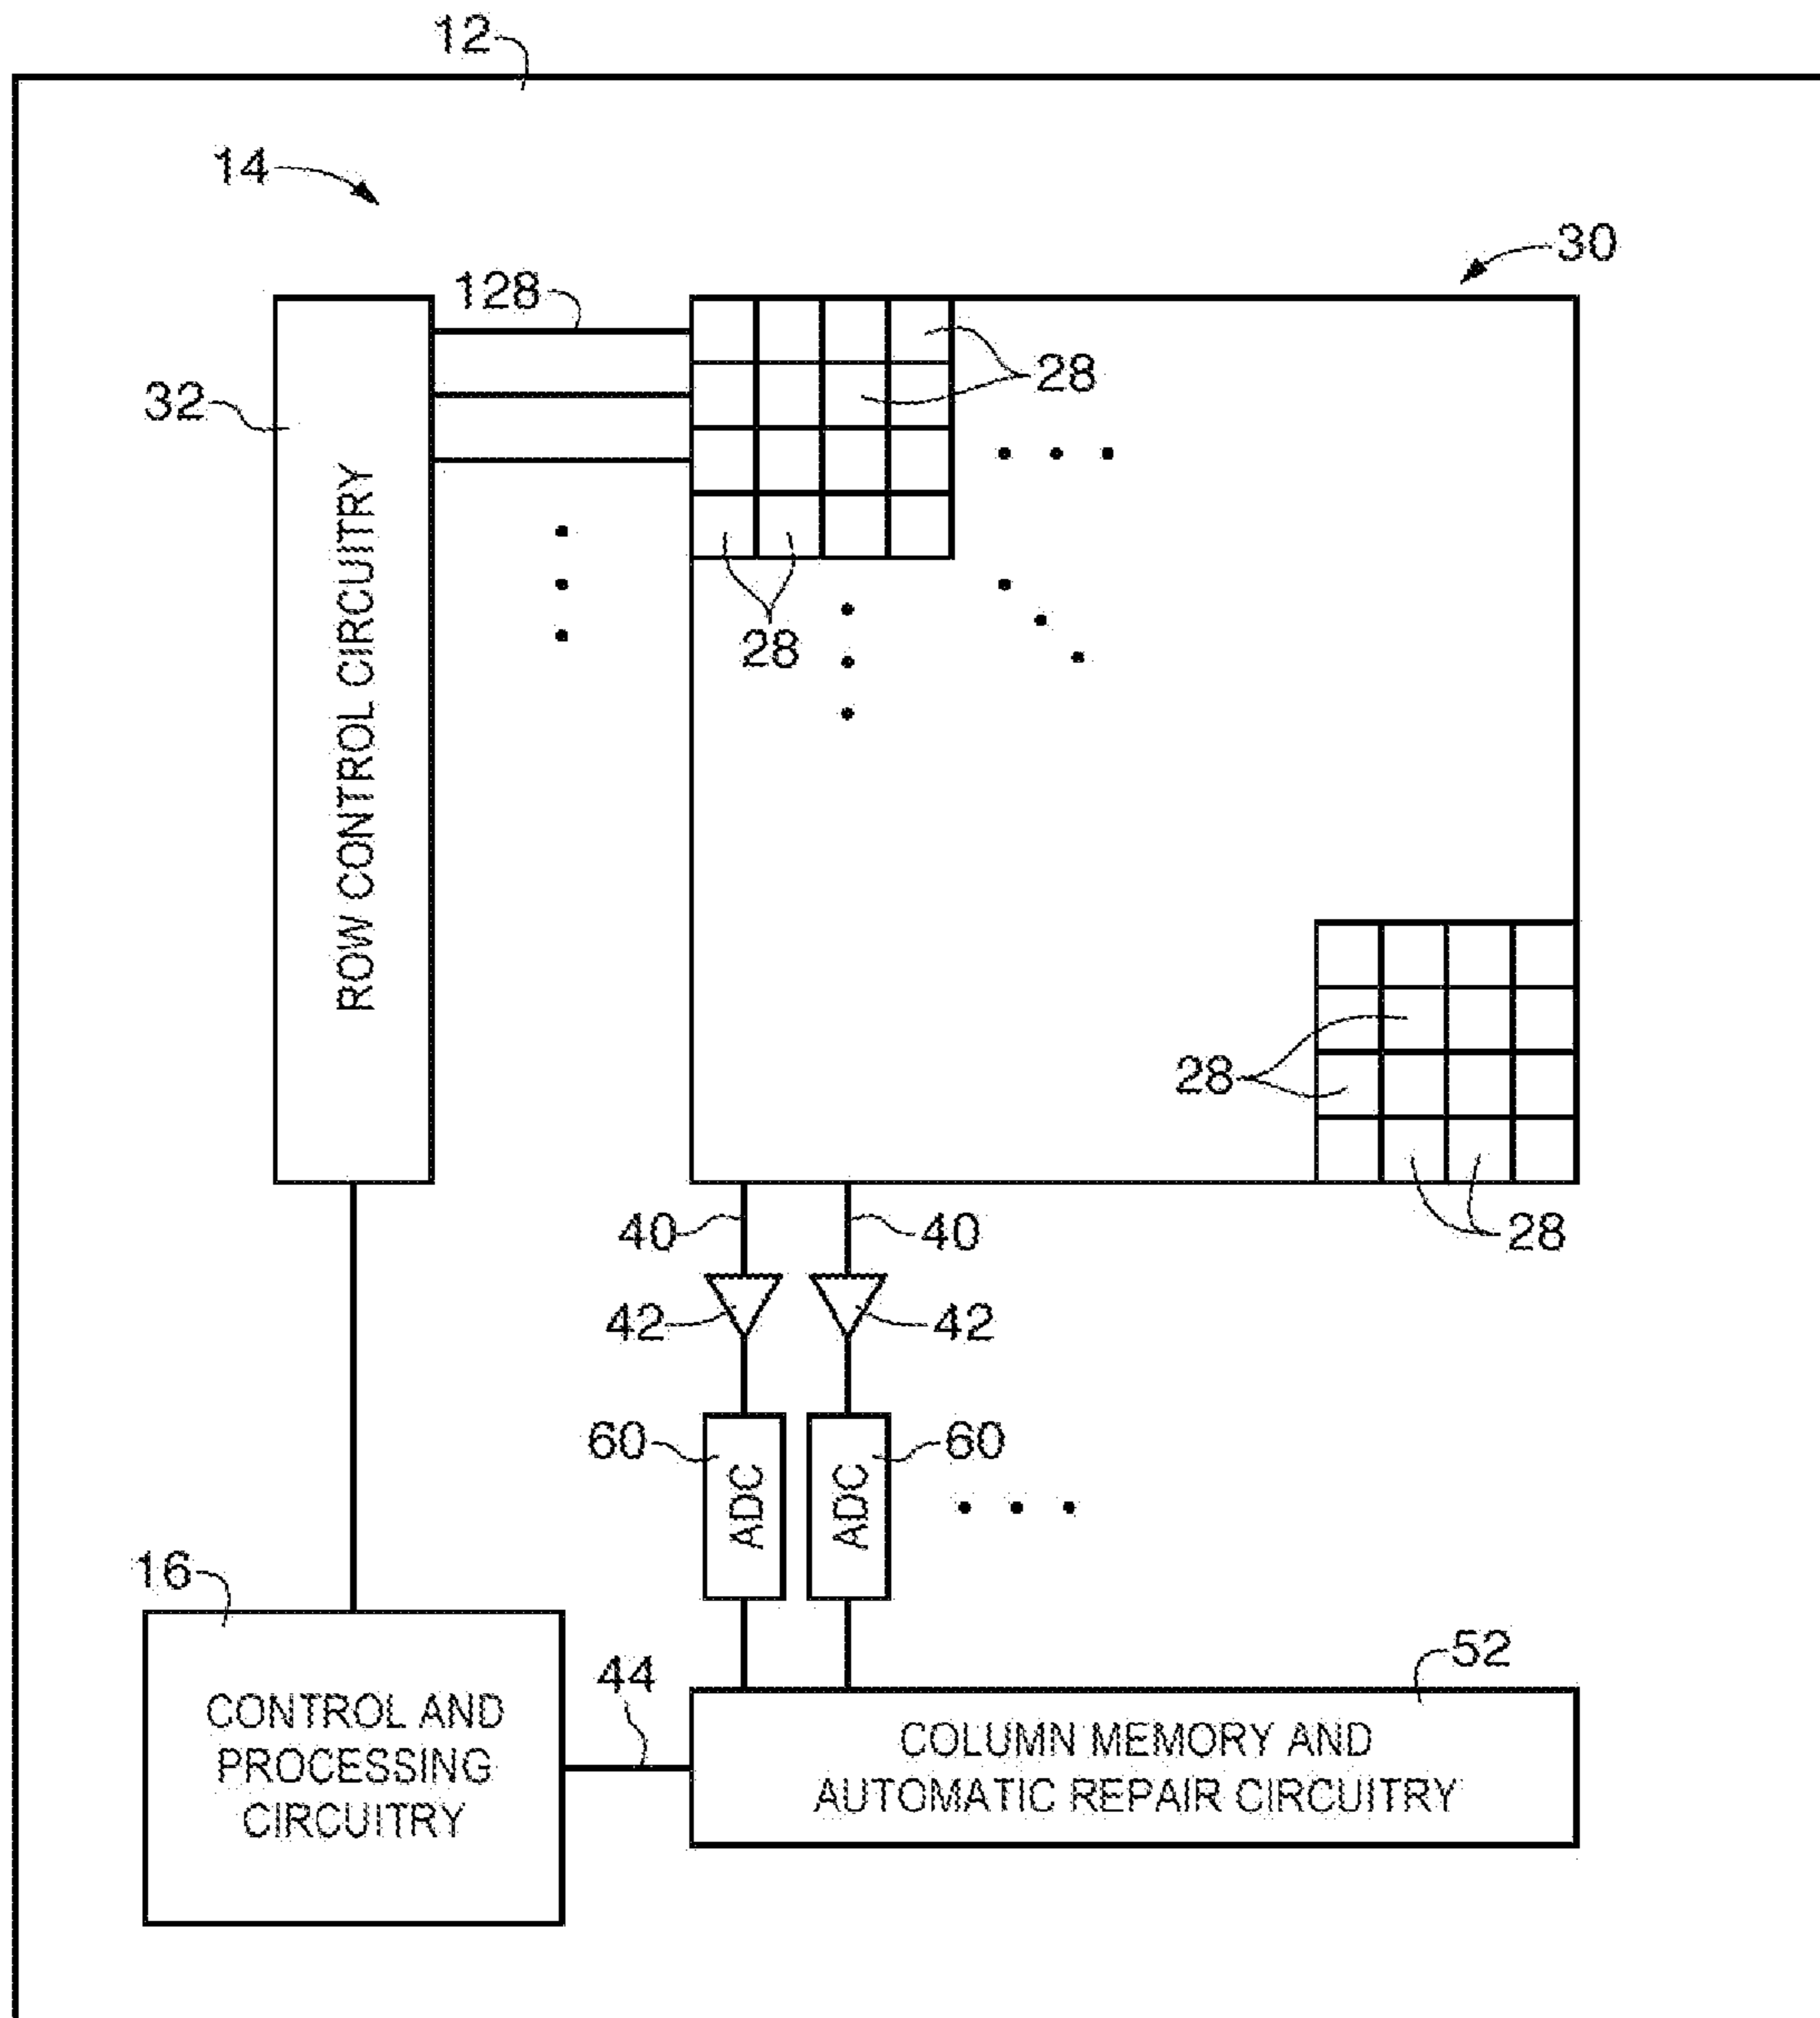 12
14
30
128
28
32
ROW CONTROL CIRCUITRY
28
28
28
40
40
42
42
60
60
ADC
ADC
16
52
44
CONTROL AND
PROCESSING
CIRCUITRY
COLUMN MEMORY AND
AUTOMATIC REPAIR CIRCUITRY